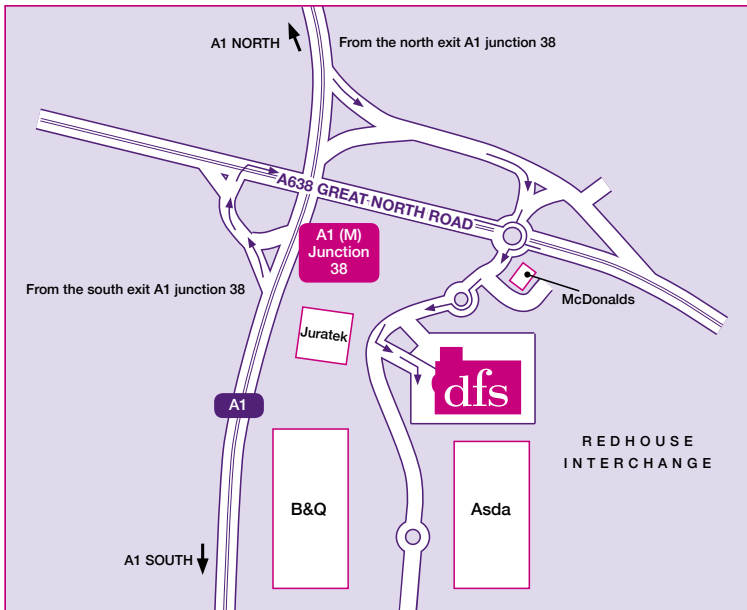 A1 NORTH
From the north exit A1 junction 38
A638 GREAT NORTH ROAD
A1 (M)
Junction
38
From the south exit A1 junction 38
McDonalds
Juratek
dfs
A1
REDHOUSE
INTERCHANGE
B&Q
Asda
A1 SOUTH